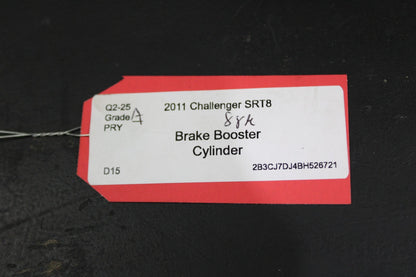 Q2-25 2011 Challenger SRT8
Grade A 88k
PRY
Brake Booster
Cylinder
D15 2B3CJ7DJ4BH526721